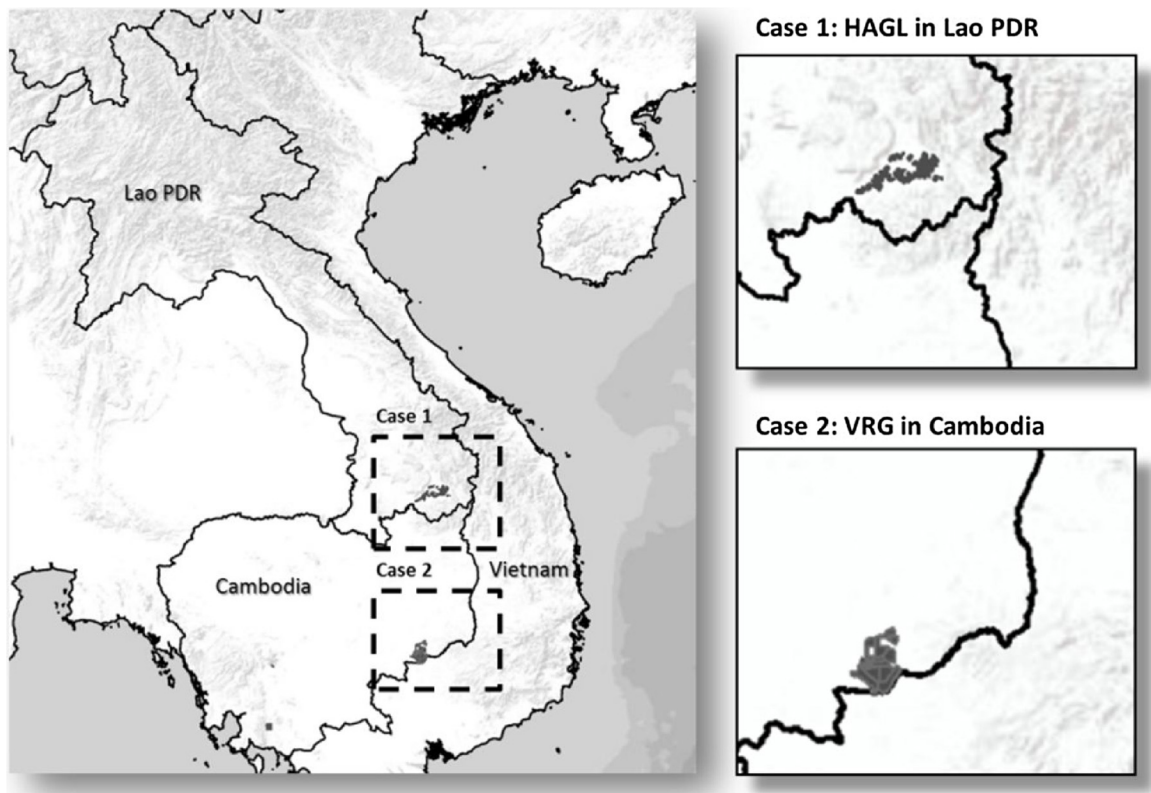 Case 1: HAGL in Lao PDR
Lao PDR
Case 1
Case 2: VRG in Cambodia
Case 2
Vietnam
Cambodia